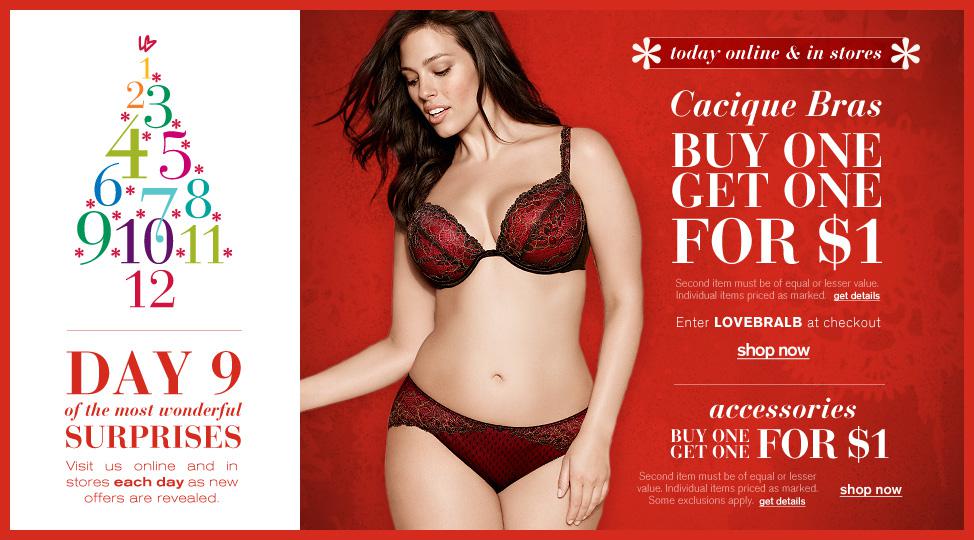 LB
1
2 3
4 5
6 7 8
9 10 11
12
DAY 9
of the most wonderful
SURPRISES
Visit us online and in
stores each day as new
offers are revealed.
today online & in stores
Cacique Bras
BUY ONE
GET ONE
FOR $1
Second item must be of equal or lesser value.
Individual items priced as marked. get details
Enter LOVEBRALB at checkout
shop now
accessories
BUY ONE
GET ONE FOR $1
Second item must be of equal or lesser
value. Individual items priced as marked.
Some exclusions apply. get details
shop now